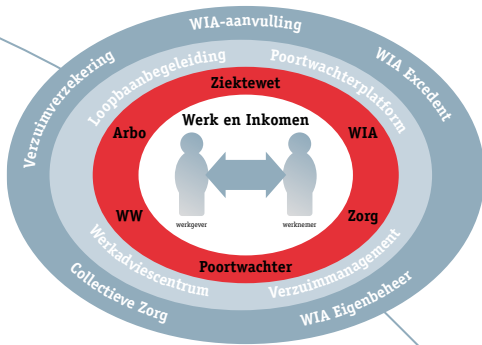 WIA-aanvulling
Verzuimverzekering
WIA Excedent
Loopbaanbegeleiding
Poortwachterplatform
Ziektewet
Werk en Inkomen
Arbo
WIA
werkgever
werknemer
WW
Zorg
Poortwachter
Werkadviescentrum
Verzuimmanagement
Collectieve Zorg
WIA Eigenbeheer